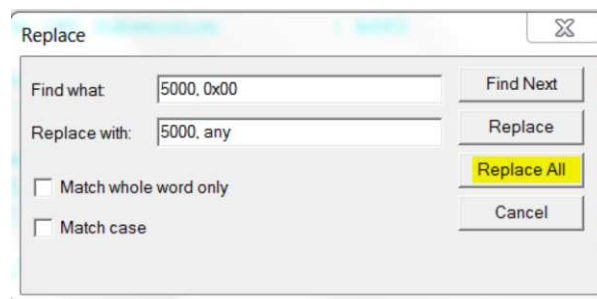 Replace
Find what: 5000, 0x00 Find Next
Replace with: 5000, any Replace
Replace All
Match whole word only
Cancel
Match case